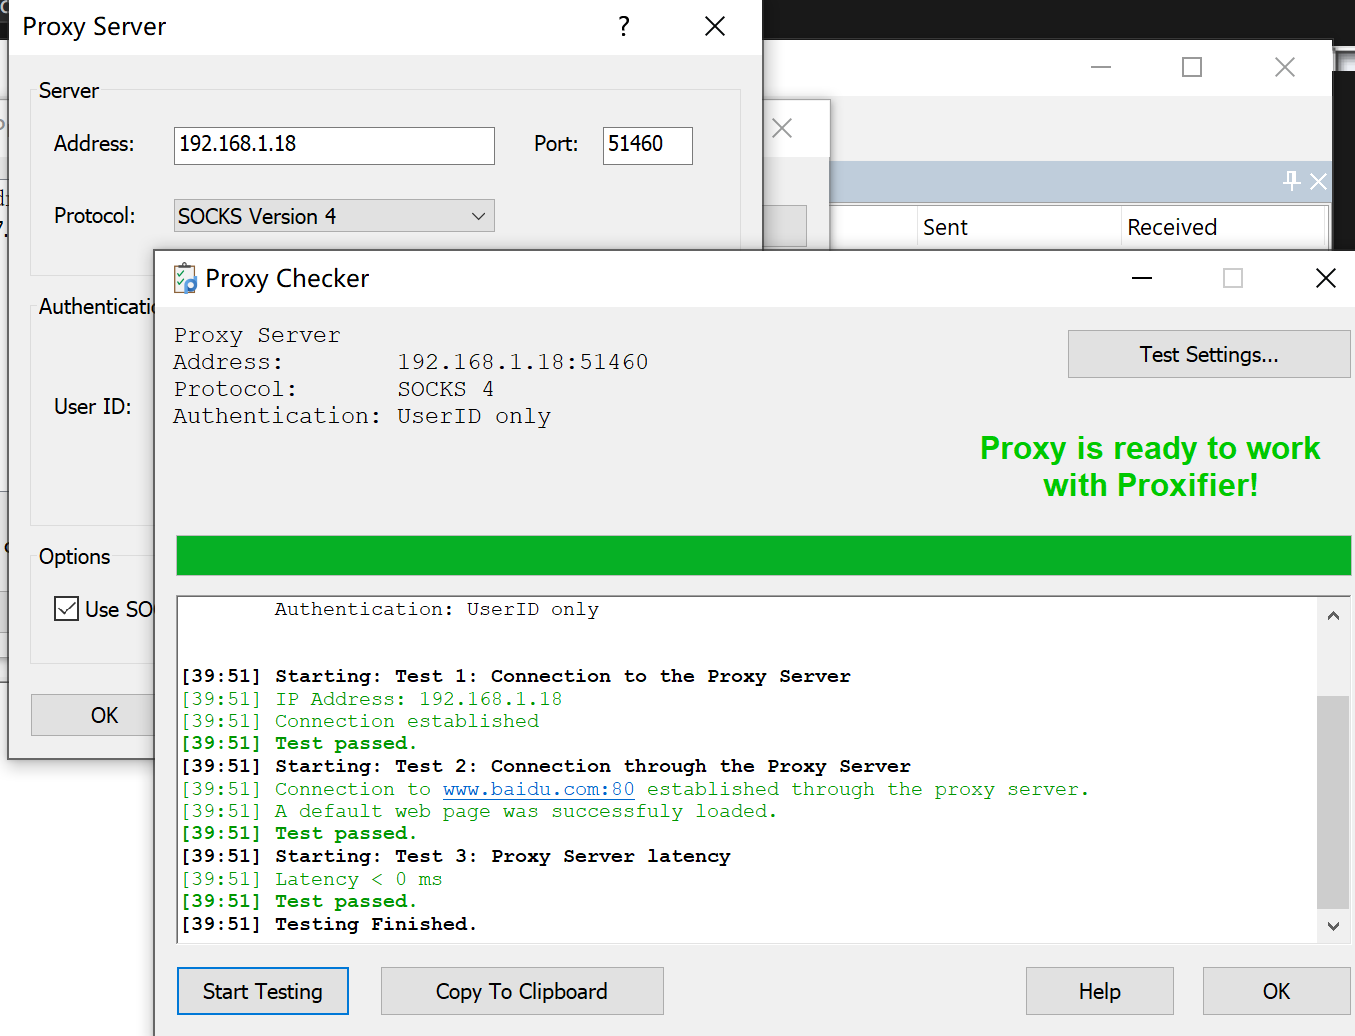 Proxy Server
?
Server
Address:
192.168.1.18
Port:
51460
Protocol:
SOCKS Version 4
Sent
Received
Authentication
User ID:
Options
Use SO
OK
Proxy Checker
Proxy Server
Address: 192.168.1.18:51460
Protocol: SOCKS 4
Authentication: UserID only
Test Settings...
Proxy is ready to work
with Proxifier!
Authentication: UserID only
[39:51] Starting: Test 1: Connection to the Proxy Server
[39:51] IP Address: 192.168.1.18
[39:51] Connection established
[39:51] Test passed.
[39:51] Starting: Test 2: Connection through the Proxy Server
[39:51] Connection to www.baidu.com:80 established through the proxy server.
[39:51] A default web page was successfuly loaded.
[39:51] Test passed.
[39:51] Starting: Test 3: Proxy Server latency
[39:51] Latency < 0 ms
[39:51] Test passed.
[39:51] Testing Finished.
Start Testing
Copy To Clipboard
Help
OK